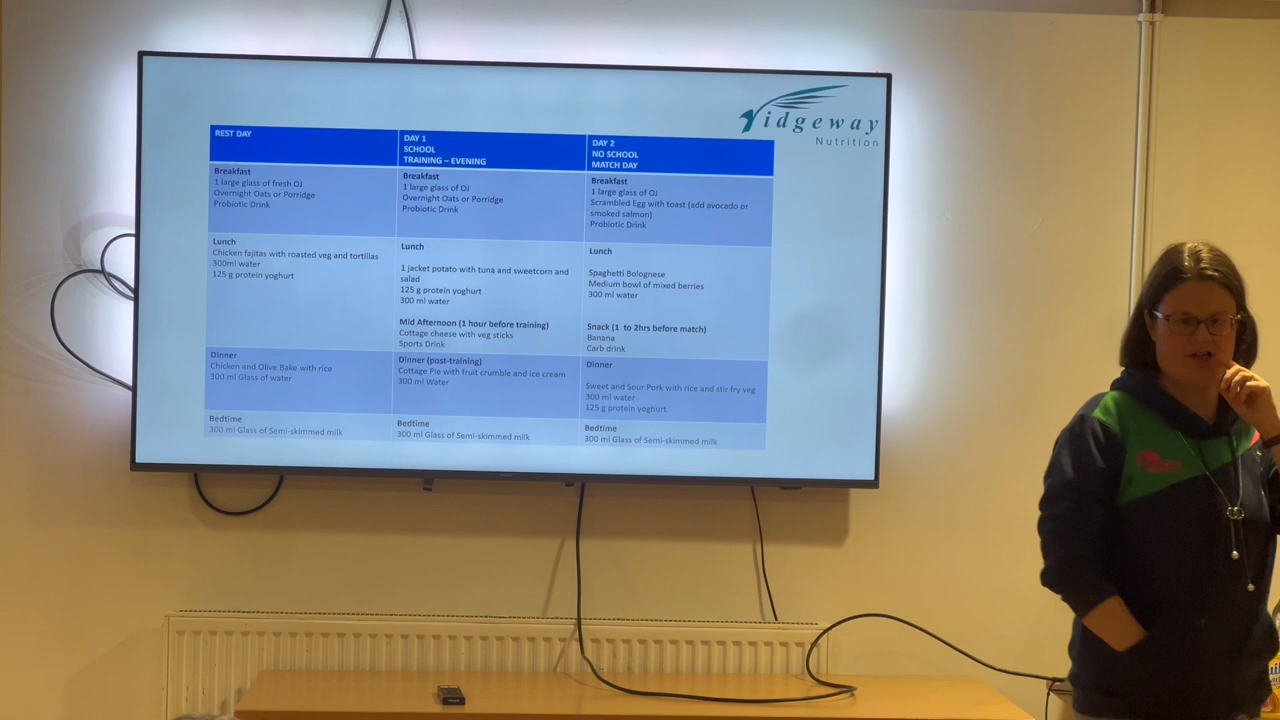 Ridgeway
Nutrition
REST DAY
DAY 1
SCHOOL
TRAINING – EVENING
DAY 2
NO SCHOOL
MATCH DAY
Breakfast
1 large glass of fresh OJ
Overnight Oats or Porridge
Probiotic Drink
Breakfast
1 large glass of OJ
Overnight Oats or Porridge
Probiotic Drink
Breakfast
1 large glass of OJ
Scrambled Egg with toast (add avocado or
smoked salmon)
Probiotic Drink
Lunch
Chicken fajitas with roasted veg and tortillas
300ml water
125 g protein yoghurt
Lunch
1 jacket potato with tuna and sweetcorn and
salad
125 g protein yoghurt
300 ml water
Mid Afternoon (1 hour before training)
Cottage cheese with veg sticks
Sports Drink
Lunch
Spaghetti Bolognese
Medium bowl of mixed berries
300 ml water
Snack (1 to 2hrs before match)
Banana
Carb drink
Dinner
Chicken and Olive Bake with rice
300 ml Glass of water
Dinner (post-training)
Cottage Pie with fruit crumble and ice cream
300 ml Water
Dinner
Sweet and Sour Pork with rice and stir fry veg
300 ml water
125 g protein yoghurt
Bedtime
300 ml Glass of Semi-skimmed milk
Bedtime
300 ml Glass of Semi-skimmed milk
Bedtime
300 ml Glass of Semi-skimmed milk